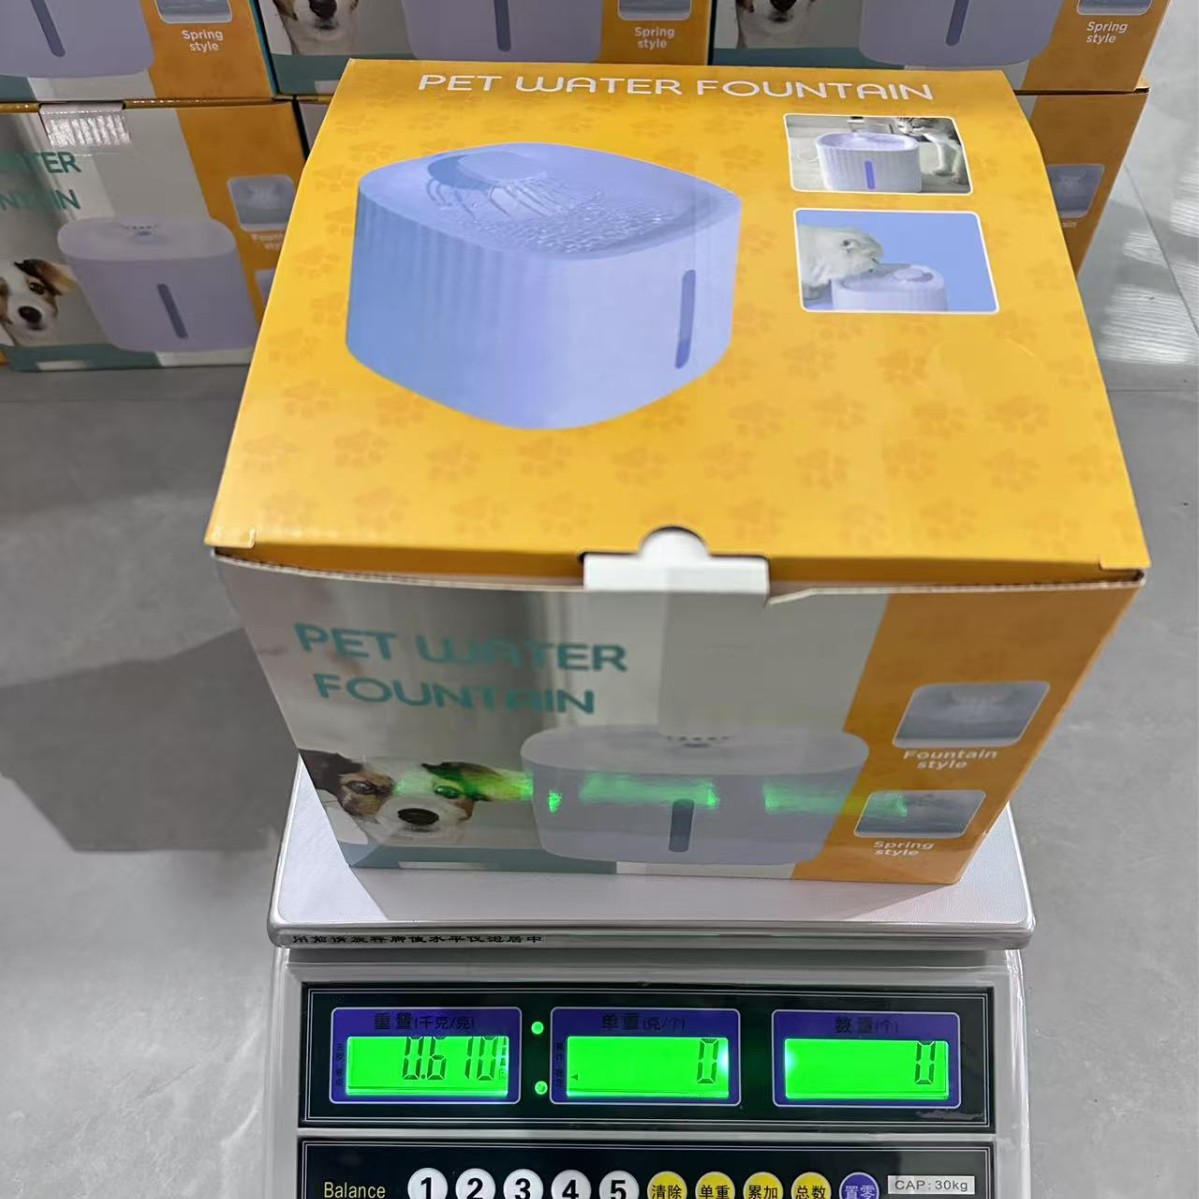 Spring
style
Spring
style
Spring
style
PET WATER FOUNTAIN
TER
NTAIN
PET WATER
FOUNTAIN
Fountain
style
Spring
style
重量(千克/克)
单重(克/个)
数量(个)
0.610
0
0
Balance 1 2 3 4 5 清除 单重 累加 总数 置零 CAP: 30kg